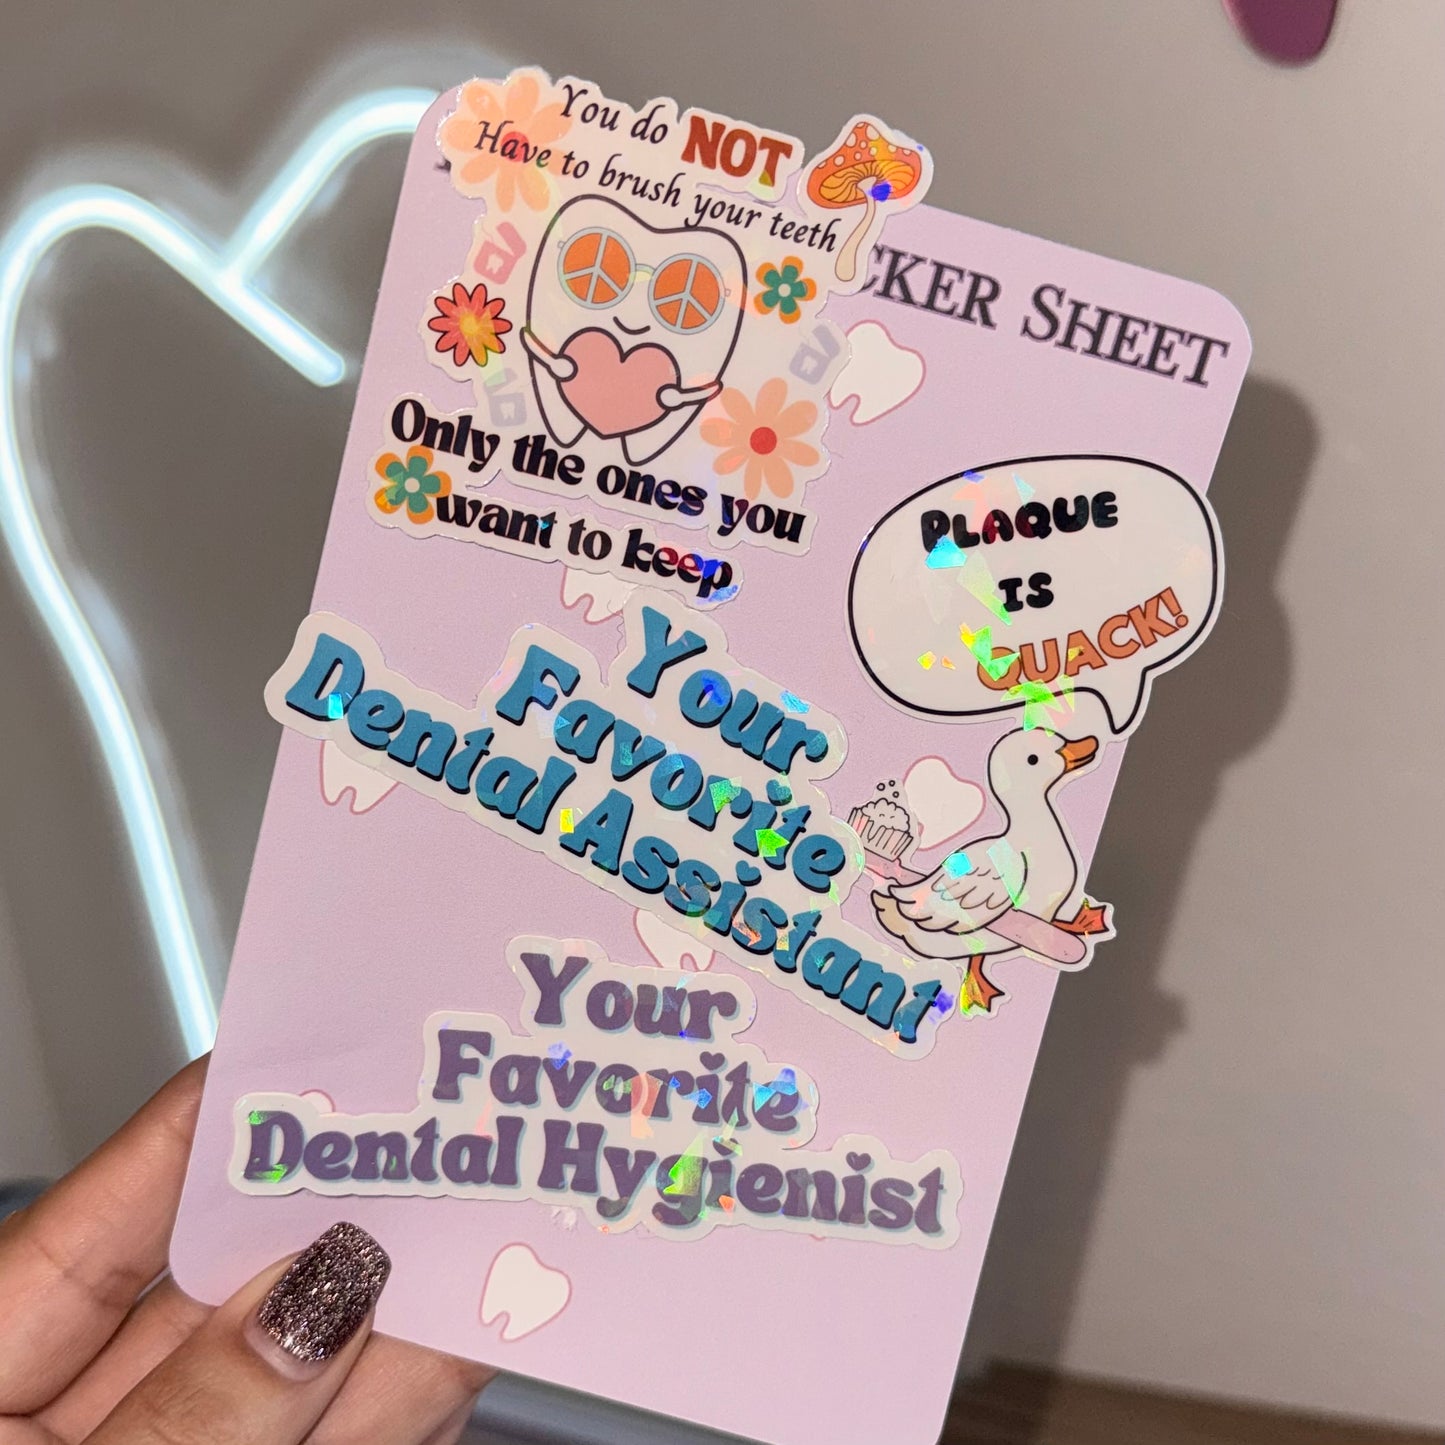 You do NOT
Have to brush your teeth
Only the ones you
want to keep
CKER SHEET
PLAQUE
IS
QUACK!
Your
Favorite
Dental Assistant
Your
Favorite
Dental Hygienist